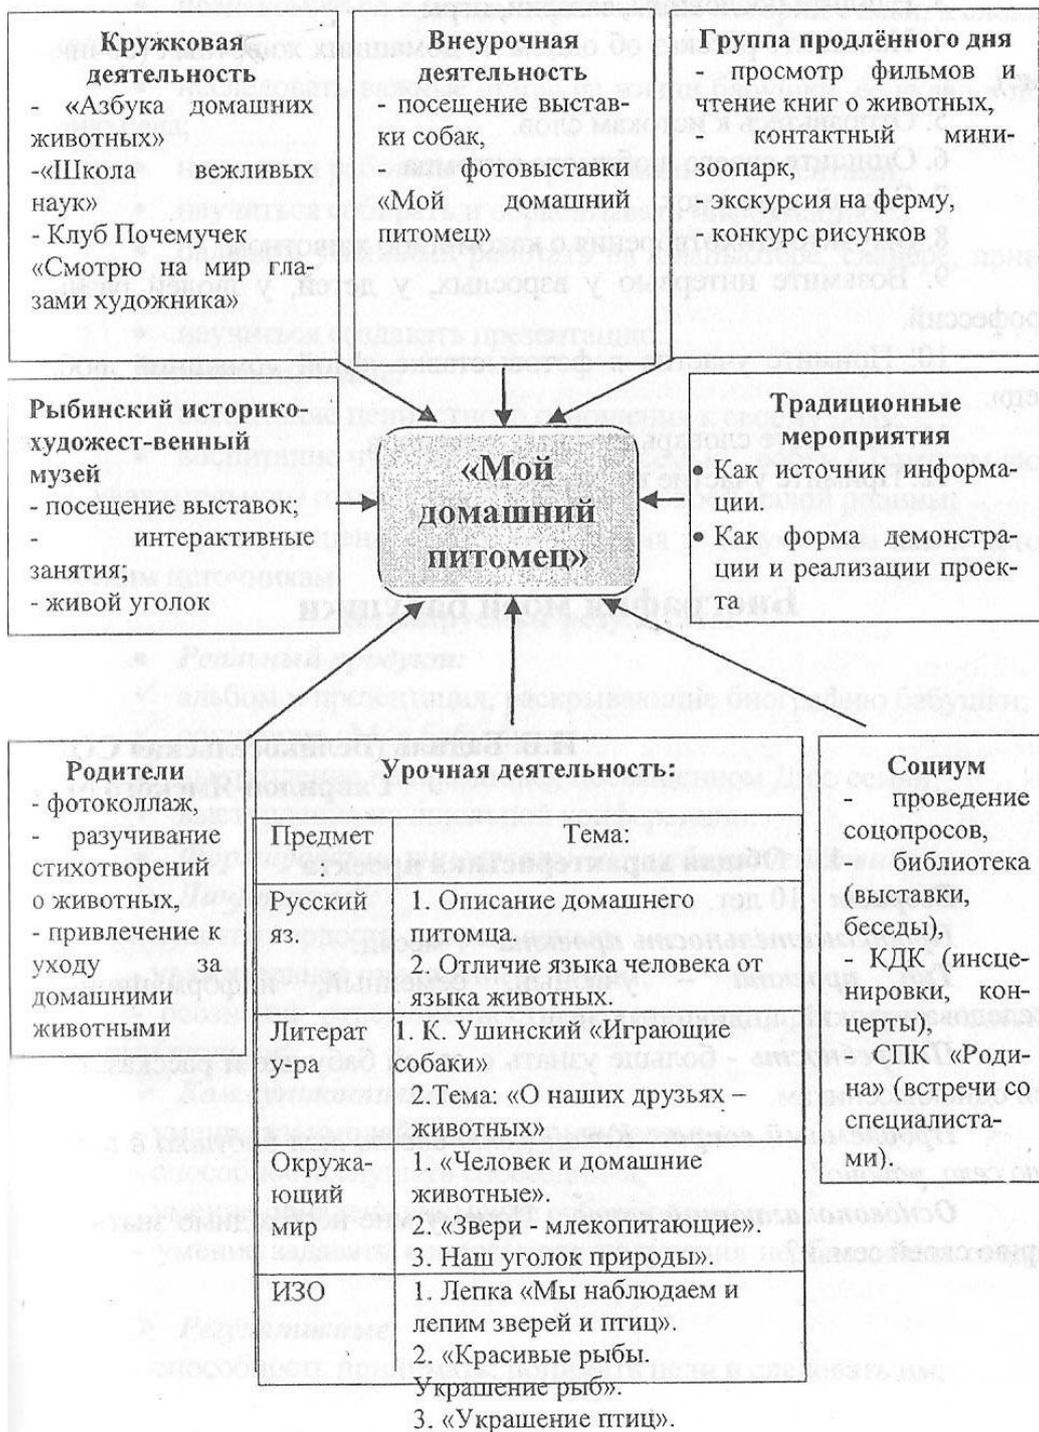 Кружковая
деятельность
- «Азбука домашних
животных»
-«Школа вежливых
наук»
- Клуб Почемучек
«Смотрю на мир гла-
зами художника»
Внеурочная
деятельность
- посещение выстав-
ки собак,
- фотовыставки
«Мой домашний
питомец»
Группа продлённого дня
- просмотр фильмов и
чтение книг о животных,
- контактный мини-
зоопарк,
- экскурсия на ферму,
- конкурс рисунков
Рыбинский историко-
художест-венный
музей
- посещение выставок;
- интерактивные
занятия;
- живой уголок
«Мой
домашний
питомец»
Традиционные
мероприятия
• Как источник информа-
ции.
• Как форма демонстра-
ции и реализации проек-
та
Родители
- фотоколлаж,
- разучивание
стихотворений
о животных,
- привлечение к
уходу за
домашними
животными
Урочная деятельность:
Предмет Тема:
Русский
яз.
1. Описание домашнего
питомца.
2. Отличие языка человека от
языка животных.
Литерат
у-ра
1. К. Ушинский «Играющие
собаки»
2.Тема: «О наших друзьях –
животных»
Окружа-
ющий
мир
1. «Человек и домашние
животные».
2. «Звери - млекопитающие».
3. Наш уголок природы».
ИЗО
1. Лепка «Мы наблюдаем и
лепим зверей и птиц».
2. «Красивые рыбы.
Украшение рыб».
3. «Украшение птиц».
Социум
- проведение
соцопросов,
- библиотека
(выставки,
беседы),
- КДК (инсце-
нировки, кон-
церты),
- СПК «Роди-
на» (встречи со
специалиста-
ми).